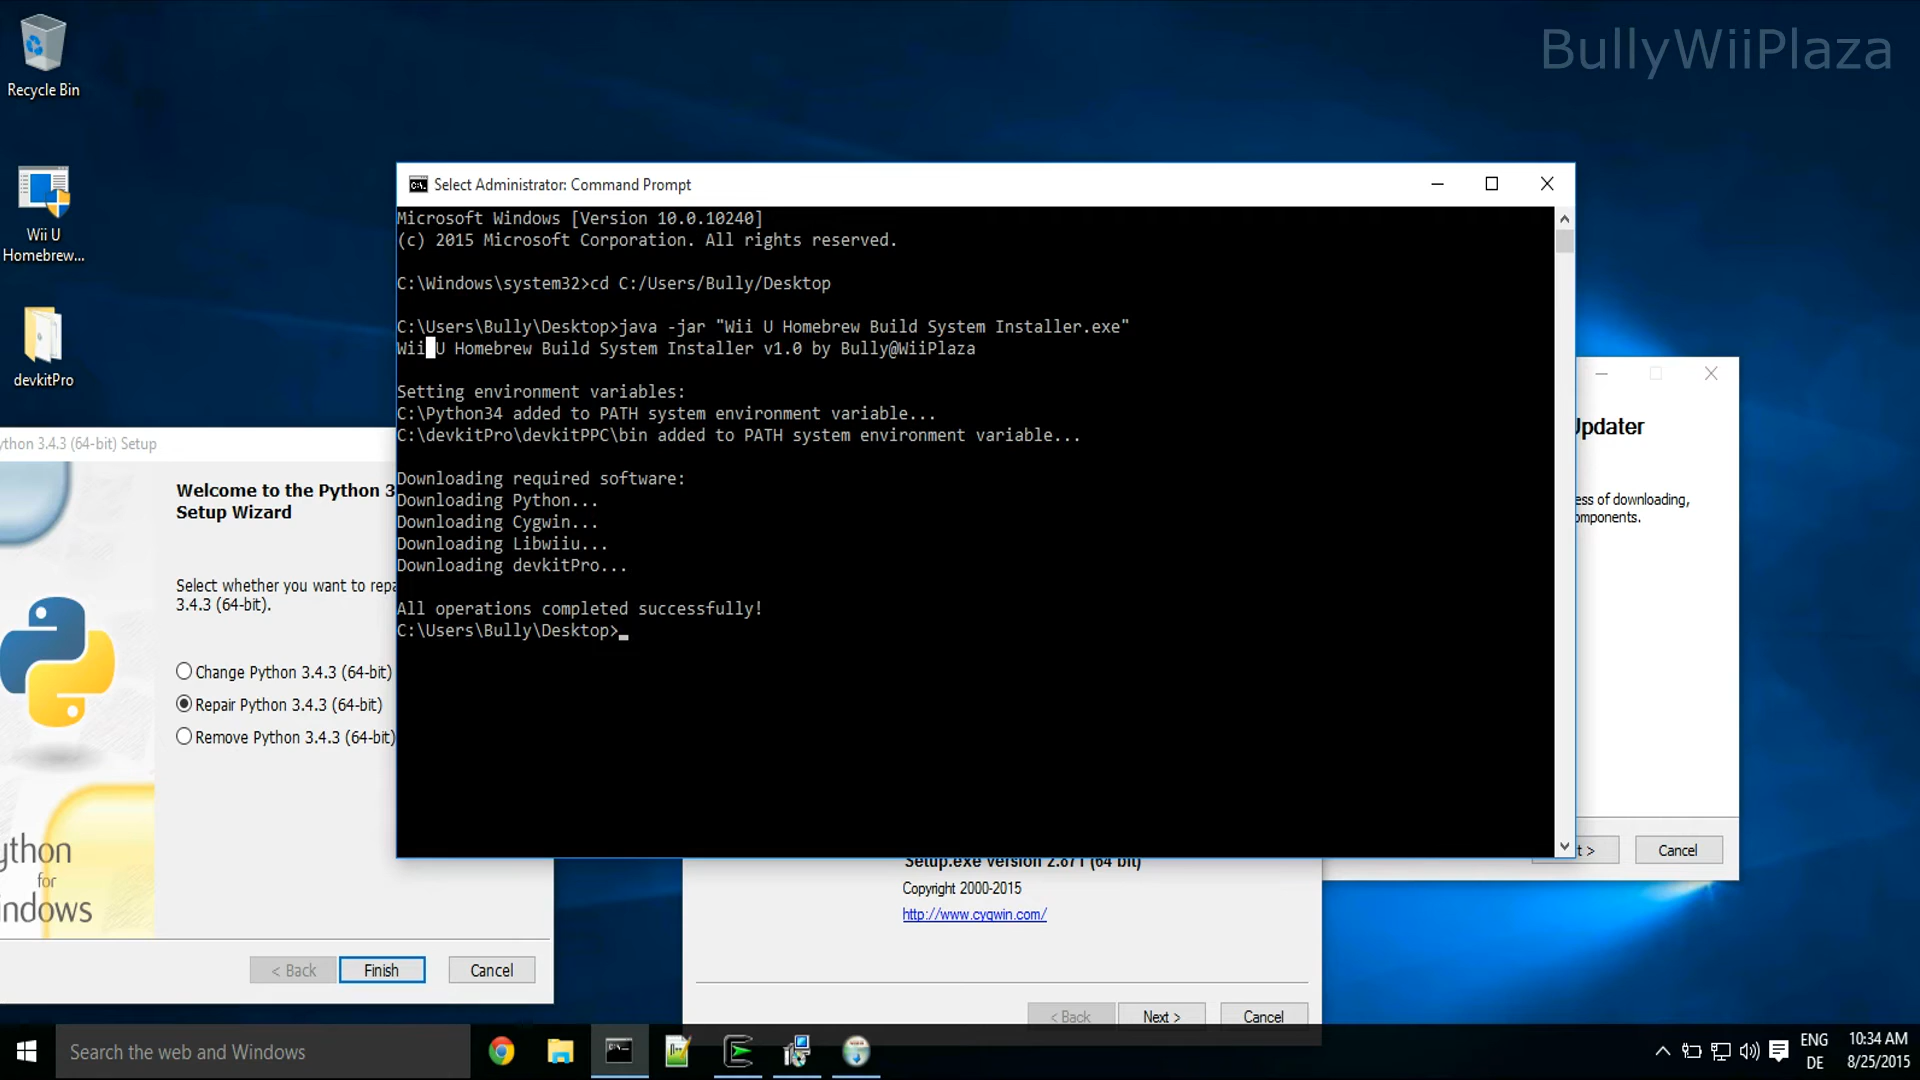 BullyWiiPlaza
Recycle Bin
Wii U
Homebrew...
devkitPro
Select Administrator: Command Prompt
Microsoft Windows [Version 10.0.10240]
(c) 2015 Microsoft Corporation. All rights reserved.
C:\Windows\system32>cd C:/Users/Bully/Desktop
C:\Users\Bully\Desktop>java -jar "Wii U Homebrew Build System Installer.exe"
Wii U Homebrew Build System Installer v1.0 by Bully@WiiPlaza
Setting environment variables:
C:\Python34 added to PATH system environment variable...
C:\devkitPro\devkitPPC\bin added to PATH system environment variable...
Downloading required software:
Downloading Python...
Downloading Cygwin...
Downloading Libwiiu...
Downloading devkitPro...
All operations completed successfully!
C:\Users\Bully\Desktop>_
ython 3.4.3 (64-bit) Setup
Welcome to the Python 3
Setup Wizard
Select whether you want to repa
3.4.3 (64-bit).
Change Python 3.4.3 (64-bit)
Repair Python 3.4.3 (64-bit)
Remove Python 3.4.3 (64-bit)
ython
for
indows
< Back
Finish
Cancel
Updater
ess of downloading,
omponents.
t >
Cancel
Setup.exe version 2.871 (64 bit)
Copyright 2000-2015
http://www.cygwin.com/
< Back
Next >
Cancel
Search the web and Windows
ENG
DE
10:34 AM
8/25/2015